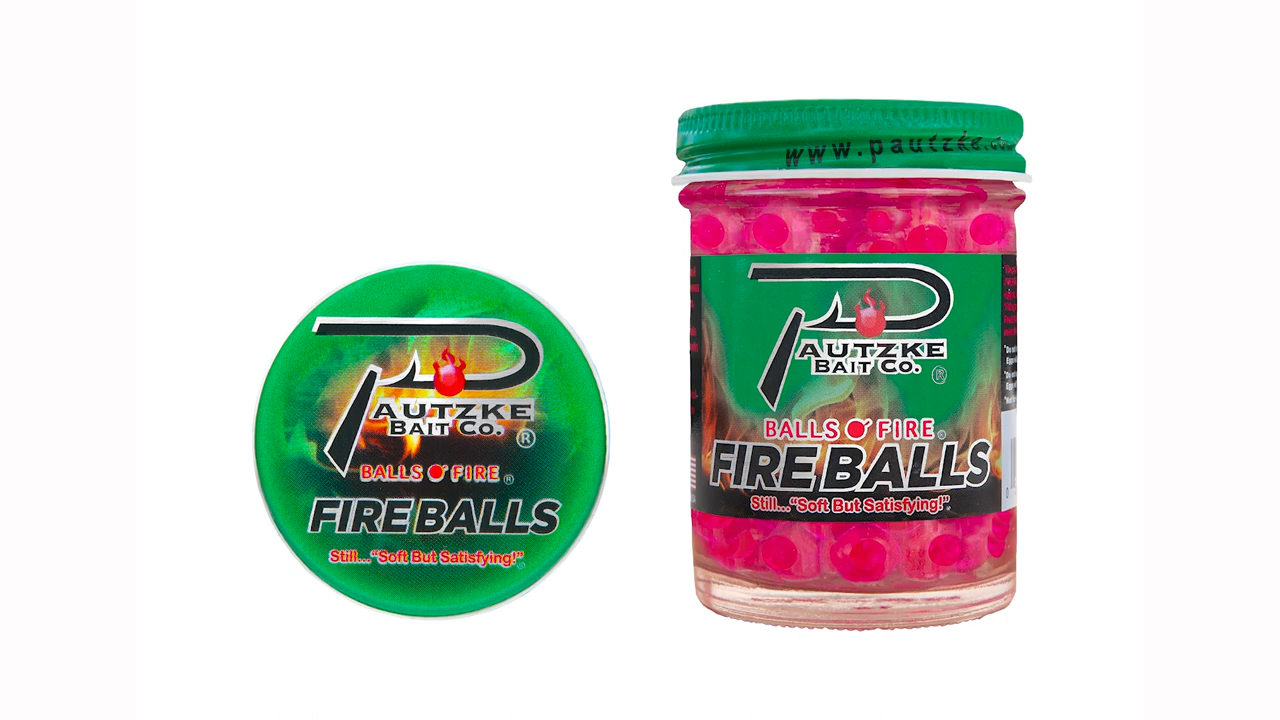 PAUTZKE
BAIT CO.
®
BALLS O' FIRE®
FIRE BALLS
Still..."Soft But Satisfying!"
www.pautzke.
PAUTZKE
BAIT CO.
®
BALLS O' FIRE®
FIRE BALLS
Still..."Soft But Satisfying!"